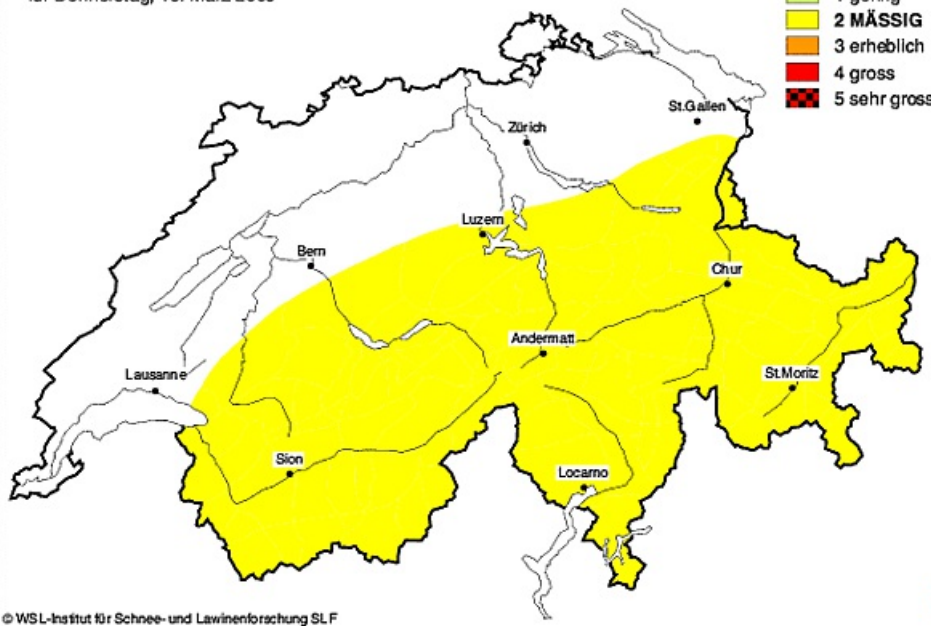 2 MÄSSIG
3 erheblich
4 gross
St.Gallen
5 sehr gross
Zürich
Luzern
Bern
Chur
Andermatt
Lausanne
St.Moritz
Sion
Locarno
© WSL-Institut für Schnee- und Lawinenforschung SLF